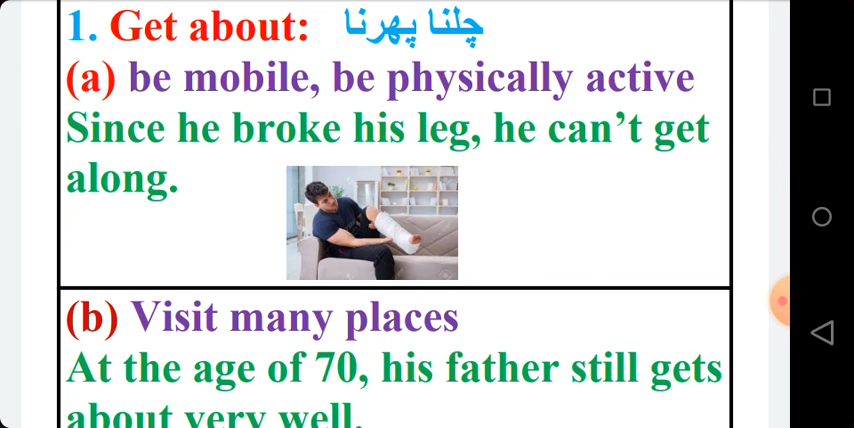 1. Get about: چلنا پھرنا
(a) be mobile, be physically active
Since he broke his leg, he can’t get
along.
(b) Visit many places
At the age of 70, his father still gets
about very well.